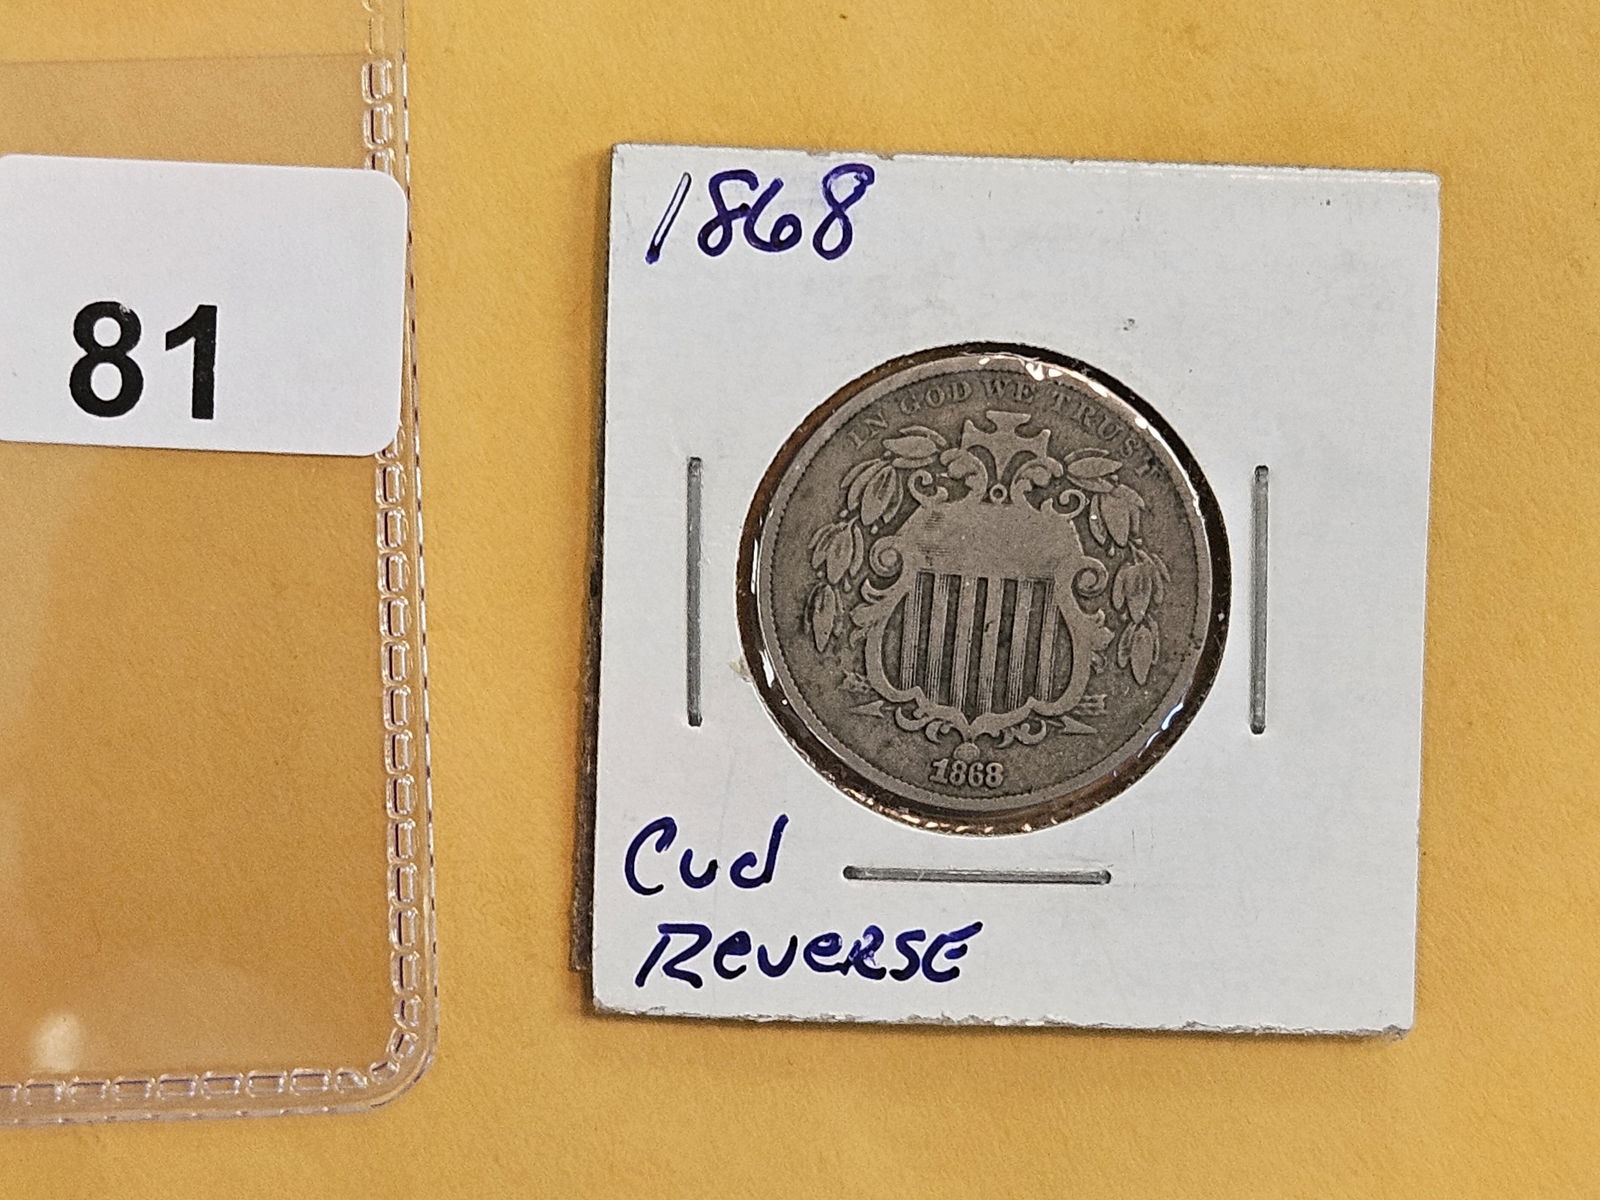 81
1868
IN GOD WE TRUST
1868
Cud
Reverse